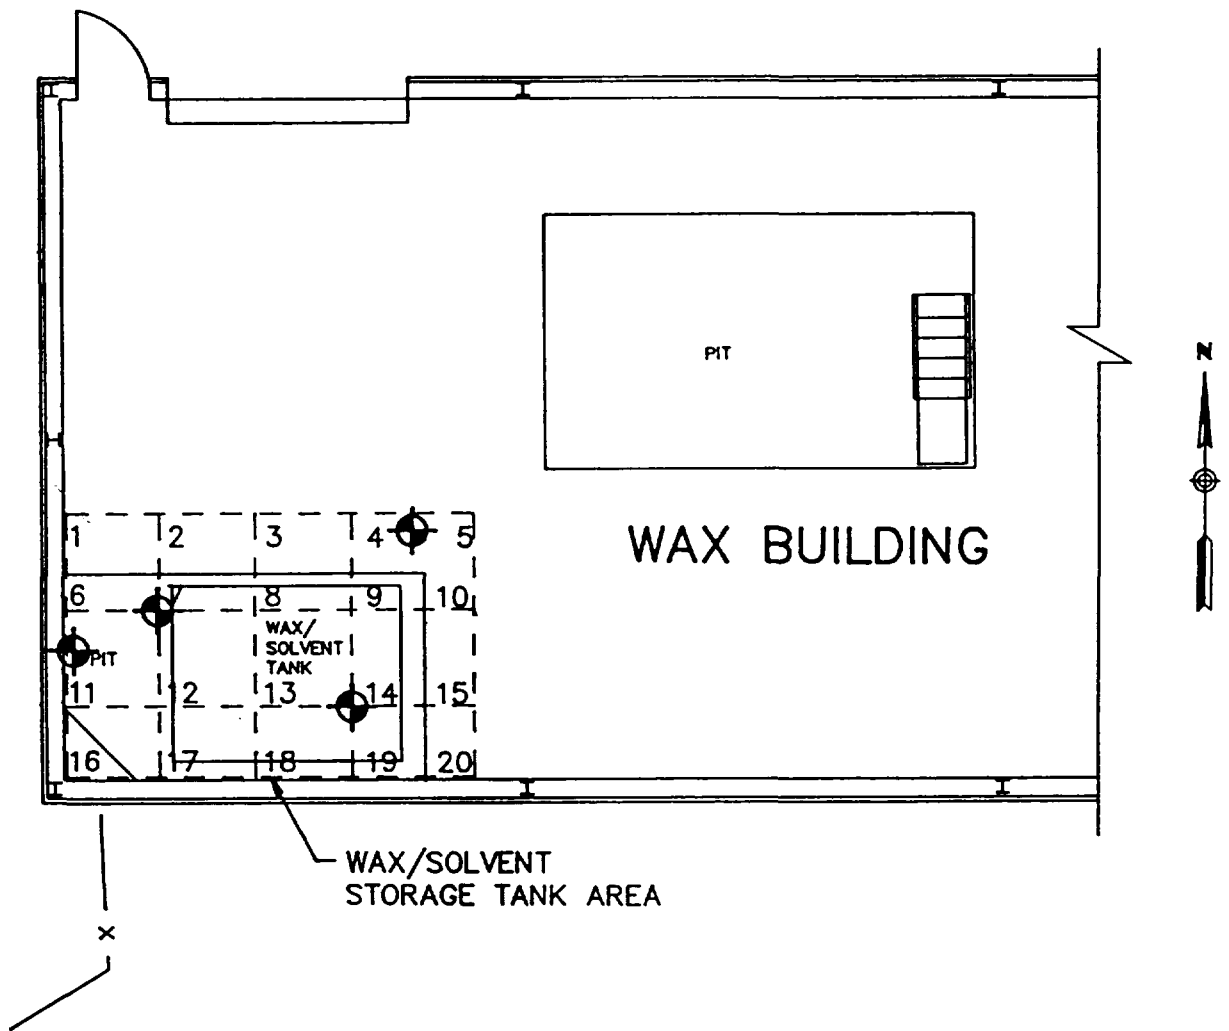 PIT
N
WAX BUILDING
1 2 3 4 5
6 7 8 9 10
WAX/
SOLVENT
TANK
PIT
11 12 13 14 15
16 17 18 19 20
WAX/SOLVENT
STORAGE TANK AREA
X